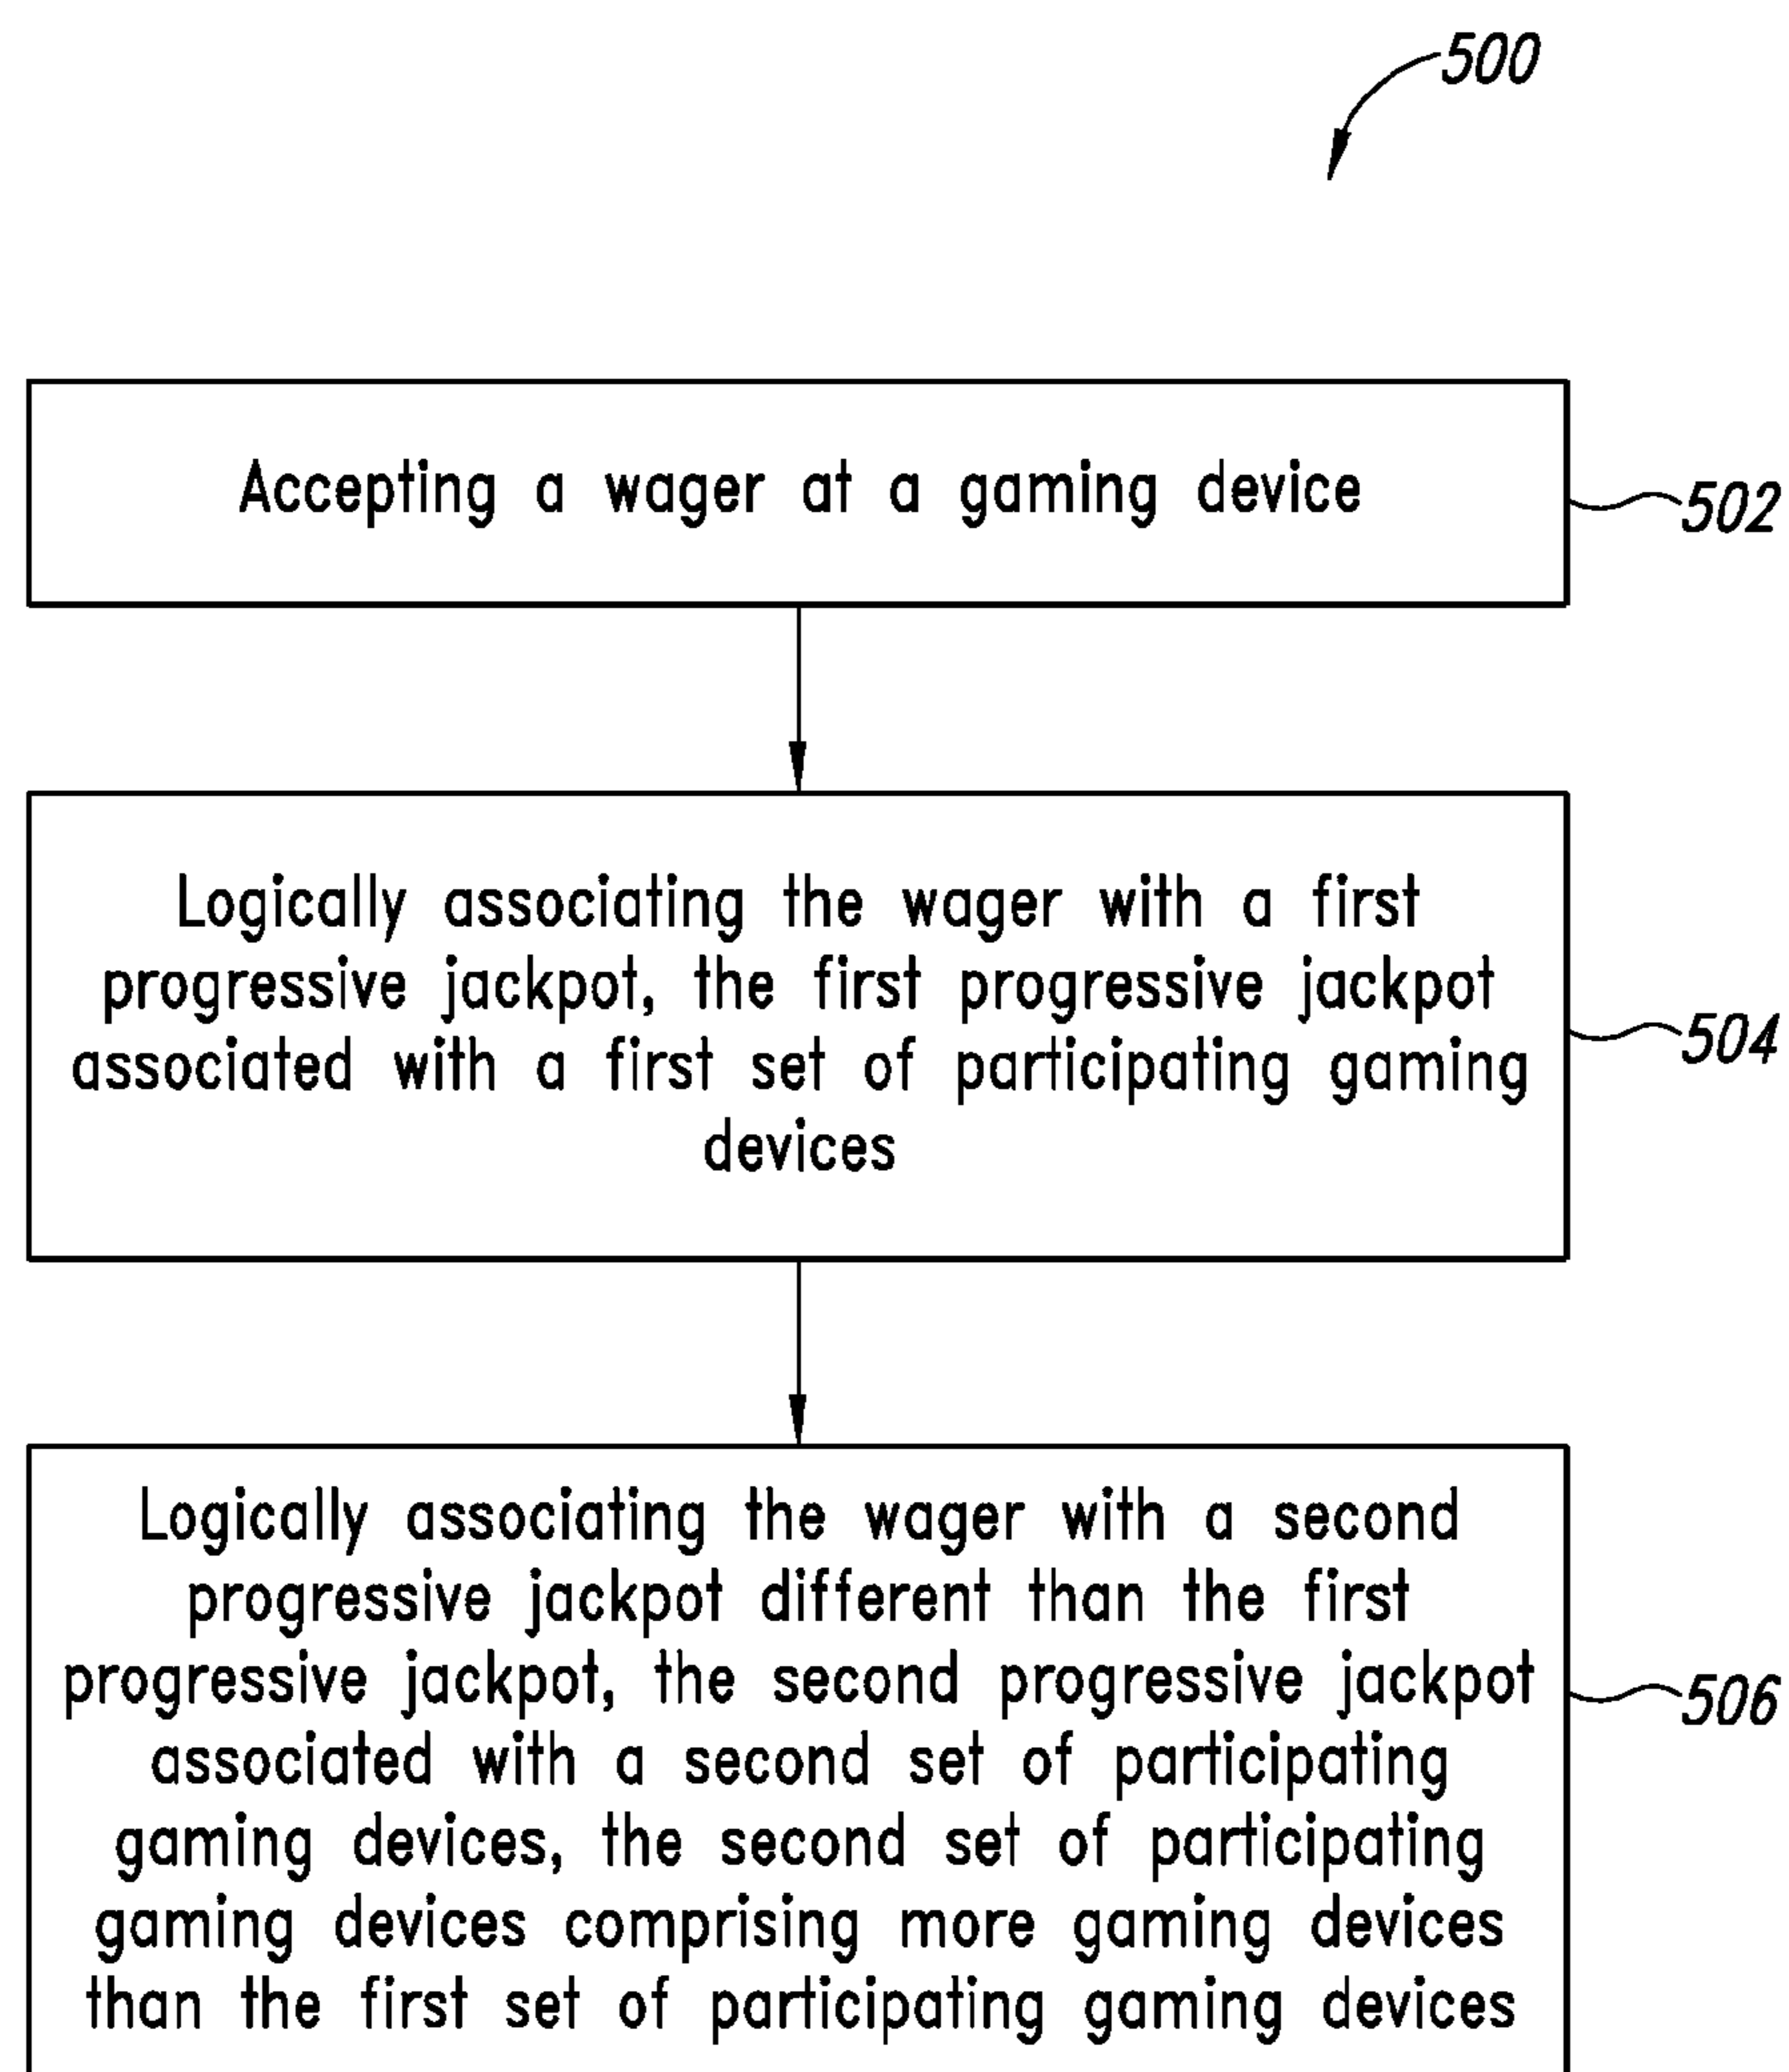 500
Accepting a wager at a gaming device
502
Logically associating the wager with a first
progressive jackpot, the first progressive jackpot
associated with a first set of participating gaming
devices
504
Logically associating the wager with a second
progressive jackpot different than the first
progressive jackpot, the second progressive jackpot
associated with a second set of participating
gaming devices, the second set of participating
gaming devices comprising more gaming devices
than the first set of participating gaming devices
506